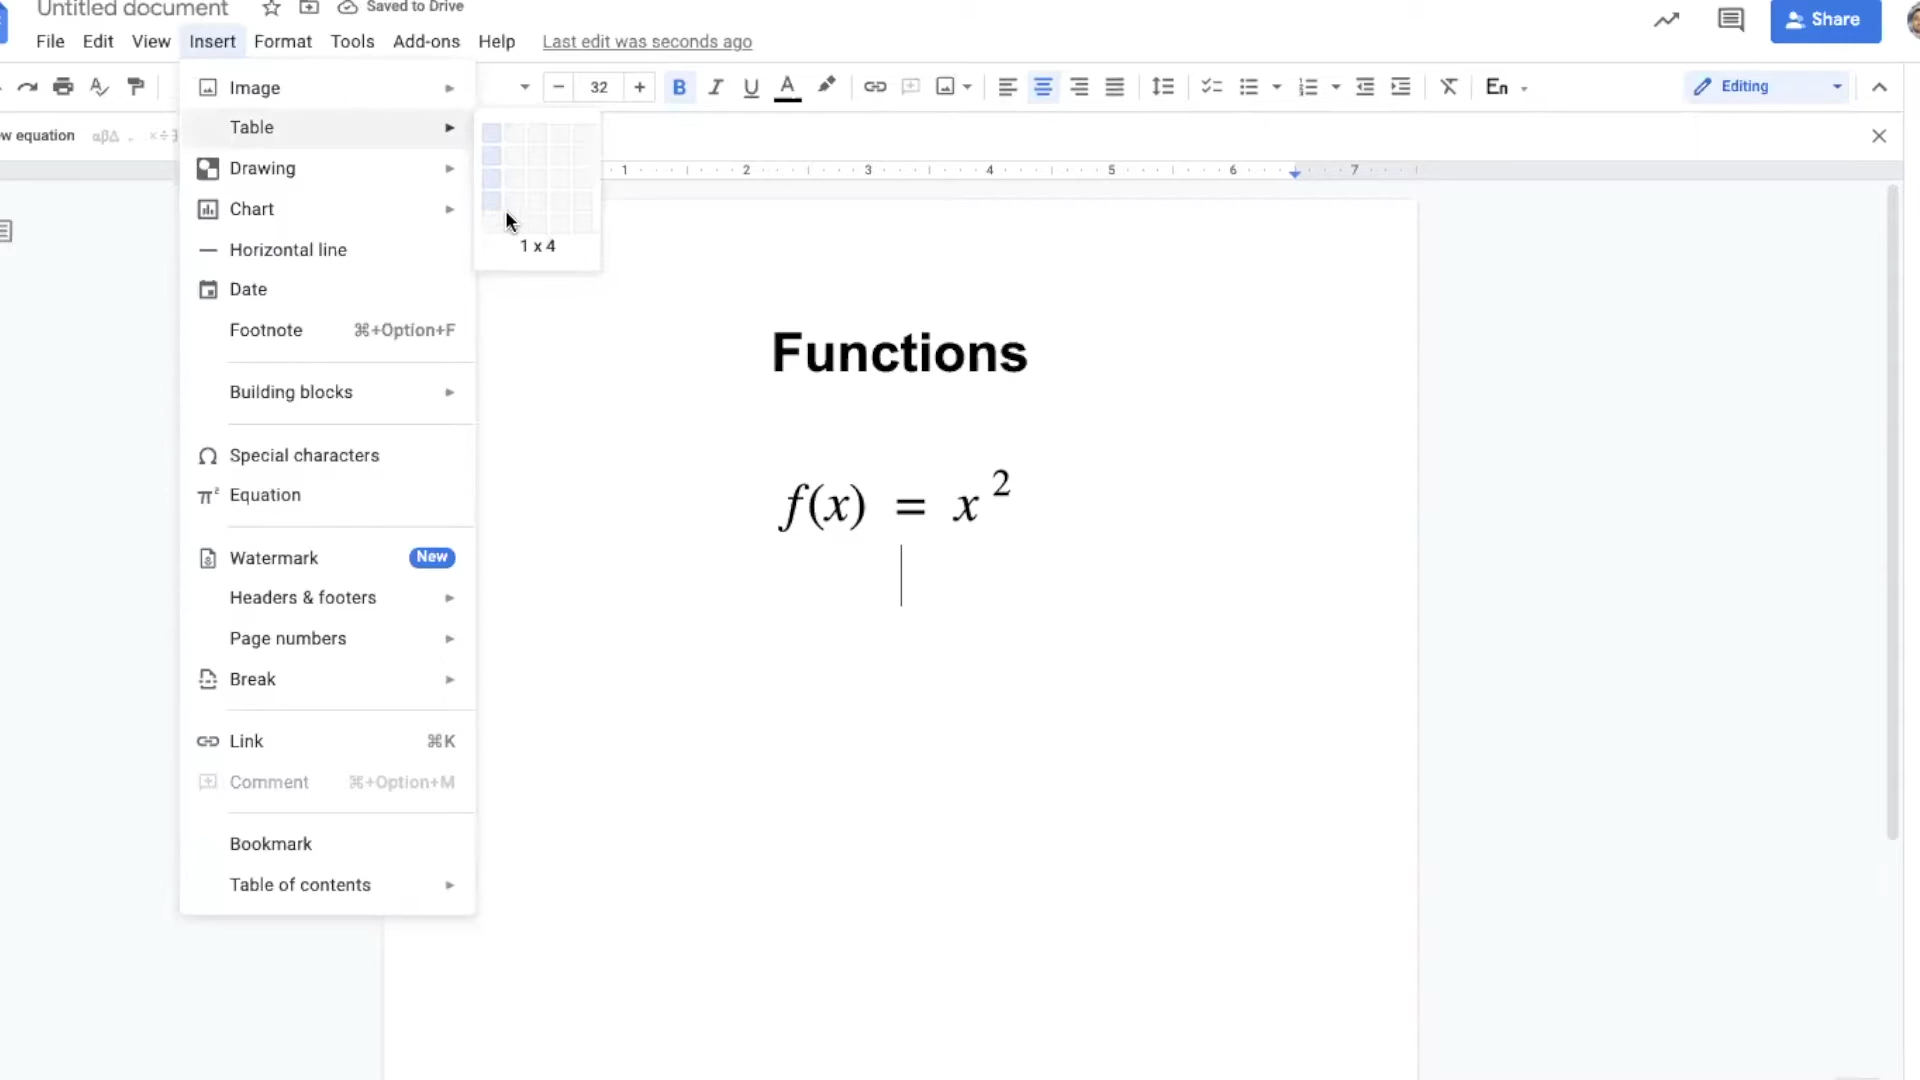 Untitled document Saved to Drive
Share
File Edit View Insert Format Tools Add-ons Help Last edit was seconds ago
32 B I U A En Editing
w equation αβΔ
Image
Table
Drawing
Chart
Horizontal line
Date
Footnote ⌘+Option+F
Building blocks
Special characters
Equation
Watermark New
Headers & footers
Page numbers
Break
Link ⌘K
Comment ⌘+Option+M
Bookmark
Table of contents
1 x 4
1 2 3 4 5 6 7
Functions
f(x) = x²